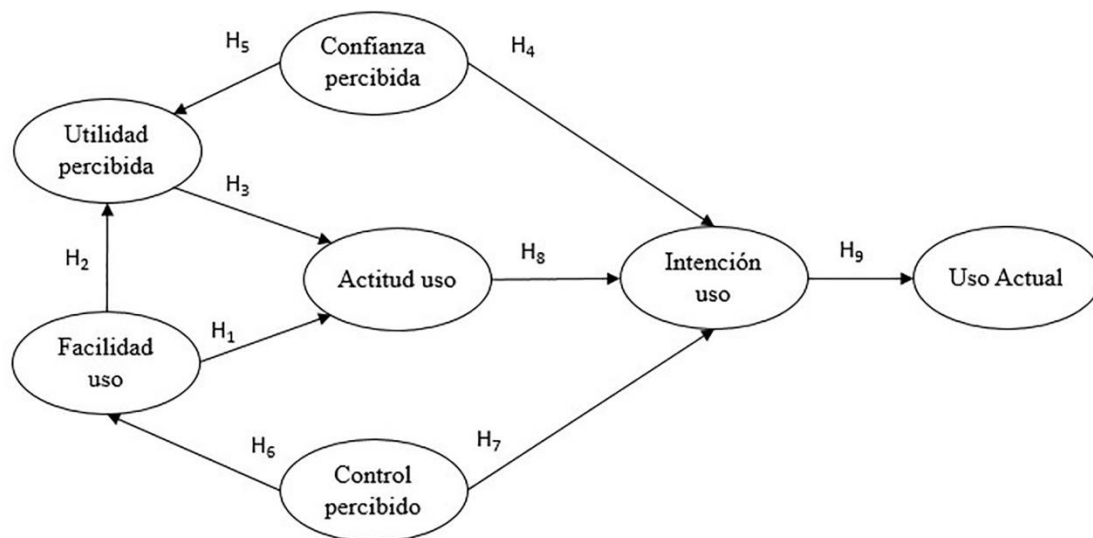 H₅
Confianza
percibida
H₄
Utilidad
percibida
H₃
H₂
Actitud uso
H₈
Intención
uso
H₉
Uso Actual
Facilidad
uso
H₁
H₆
Control
percibido
H₇